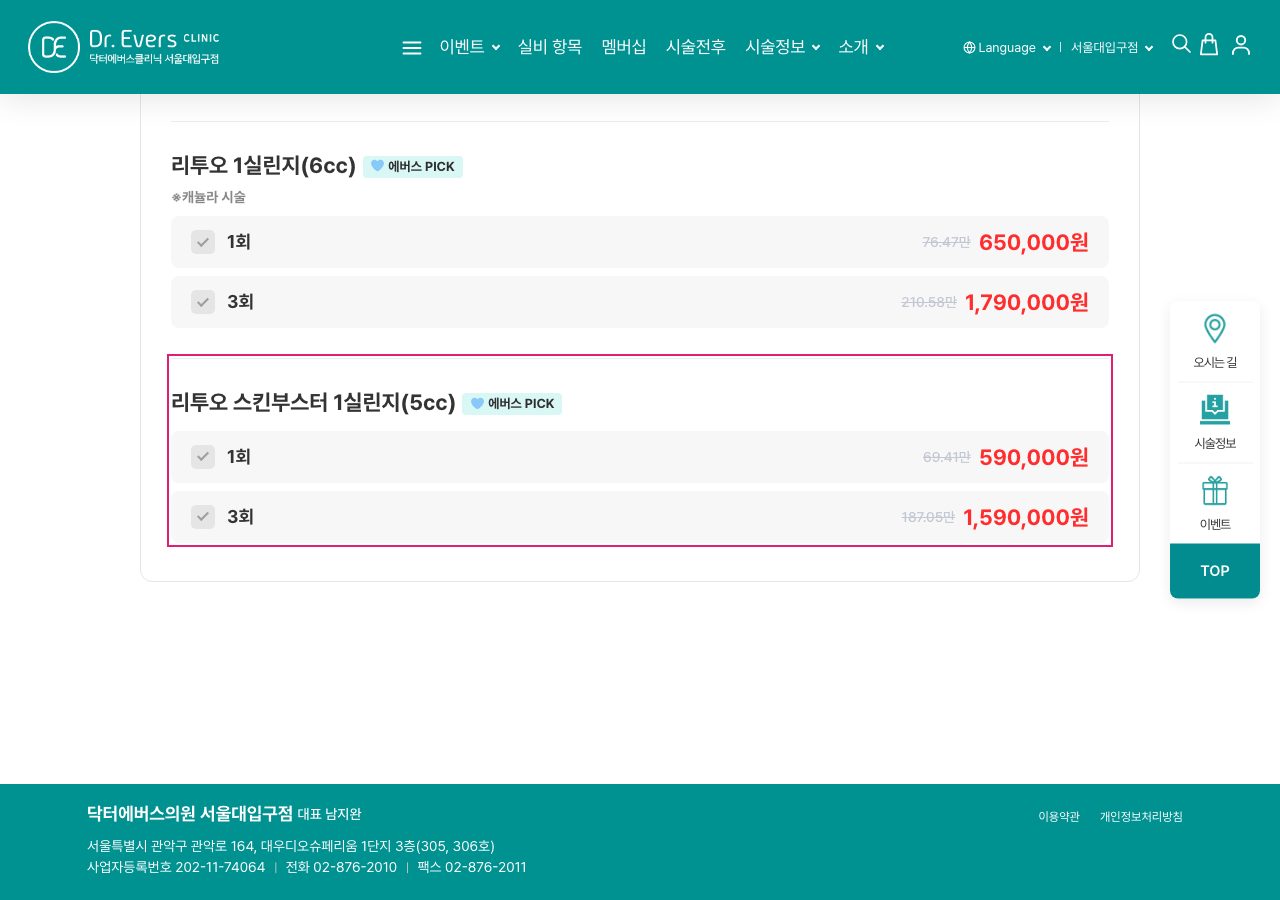 Dr. Evers CLINIC
닥터에버스클리닉 서울대입구점
이벤트 실비 항목 멤버십 시술전후 시술정보 소개
Language 서울대입구점
리투오 1실린지(6cc) 에버스 PICK
※캐뉼라 시술
1회 76.47만 650,000원
3회 210.58만 1,790,000원
리투오 스킨부스터 1실린지(5cc) 에버스 PICK
1회 69.41만 590,000원
3회 187.05만 1,590,000원
오시는 길
시술정보
이벤트
TOP
닥터에버스의원 서울대입구점 대표 남지완
이용약관 개인정보처리방침
서울특별시 관악구 관악로 164, 대우디오슈페리움 1단지 3층(305, 306호)
사업자등록번호 202-11-74064 | 전화 02-876-2010 | 팩스 02-876-2011